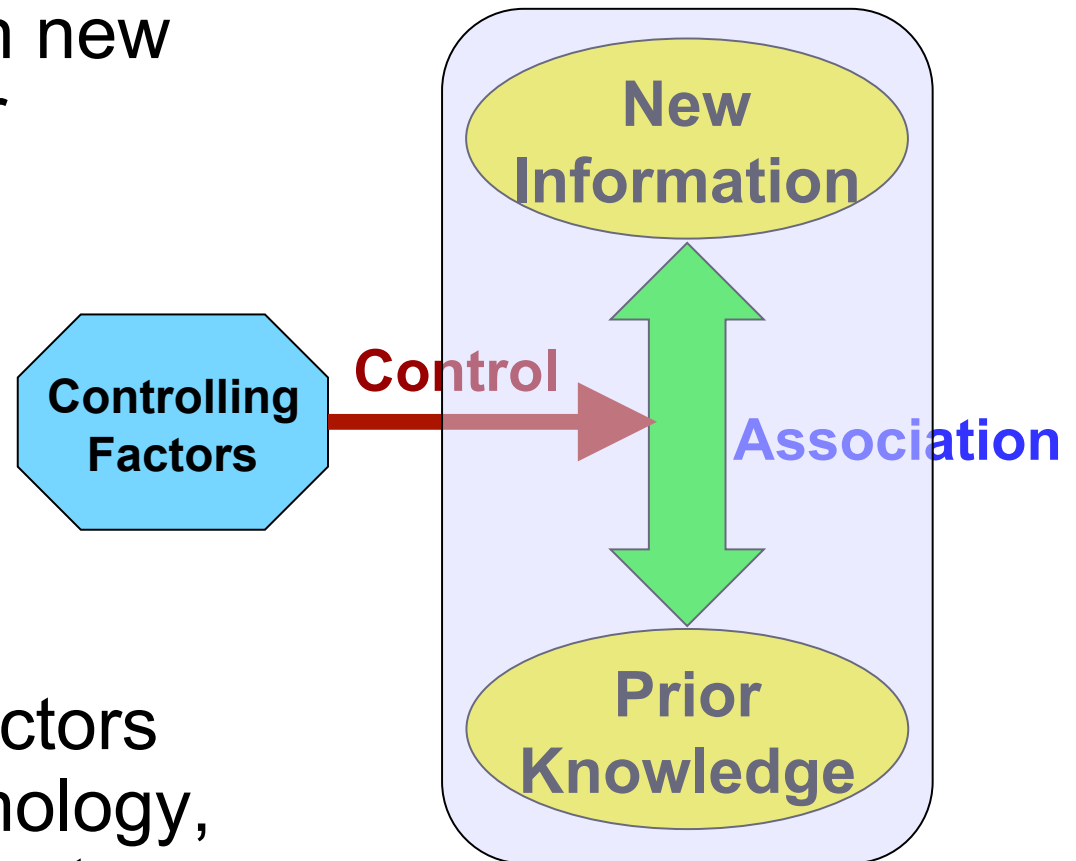 n new
r
New
Information
Control
Controlling
Factors
Association
Prior
Knowledge
ctors
nology,